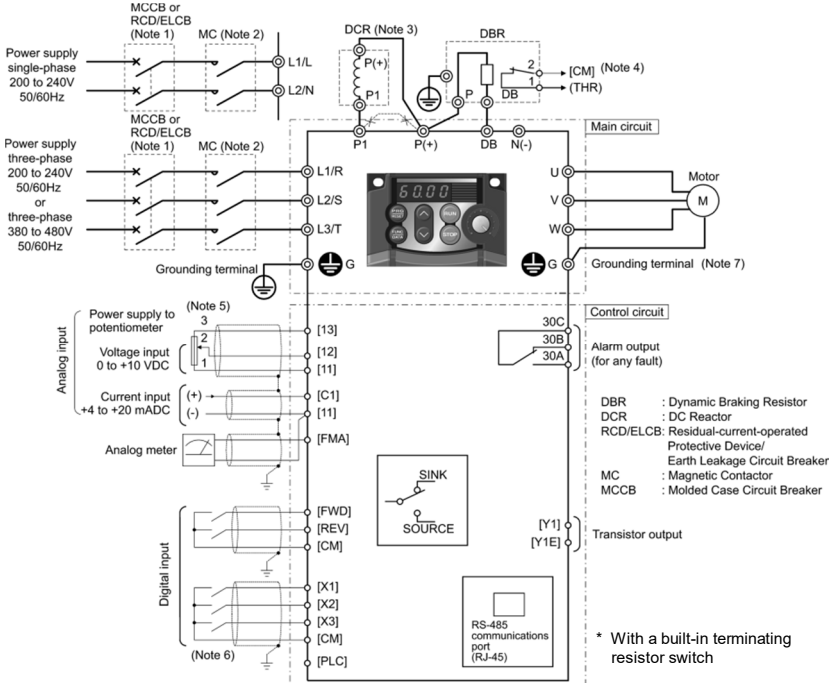 MCCB or
RCD/ELCB
(Note 1)
MC (Note 2)
Power supply
single-phase
200 to 240V
50/60Hz
L1/L
L2/N
DCR (Note 3)
P(+)
P1
DBR
2
1
DB
P
[CM] (Note 4)
(THR)
MCCB or
RCD/ELCB
(Note 1)
MC (Note 2)
P1
P(+)
DB
N(-)
Main circuit
Power supply
three-phase
200 to 240V
50/60Hz
or
three-phase
380 to 480V
50/60Hz
L1/R
L2/S
L3/T
60.00
RUN
STOP
U
V
W
Motor
M
Grounding terminal
G
G
Grounding terminal (Note 7)
Control circuit
(Note 5)
Analog input
Power supply to
potentiometer
3
2
1
Voltage input
0 to +10 VDC
[13]
[12]
[11]
Current input
+4 to +20 mADC
(+)
(-)
[C1]
[11]
Analog meter
[FMA]
30C
30B
30A
Alarm output
(for any fault)
DBR : Dynamic Braking Resistor
DCR : DC Reactor
RCD/ELCB: Residual-current-operated
Protective Device/
Earth Leakage Circuit Breaker
MC : Magnetic Contactor
MCCB : Molded Case Circuit Breaker
SINK
SOURCE
Digital input
[FWD]
[REV]
[CM]
[X1]
[X2]
[X3]
[CM]
(Note 6)
[PLC]
[Y1]
[Y1E]
Transistor output
RS-485
communications
port
(RJ-45)
* With a built-in terminating
resistor switch